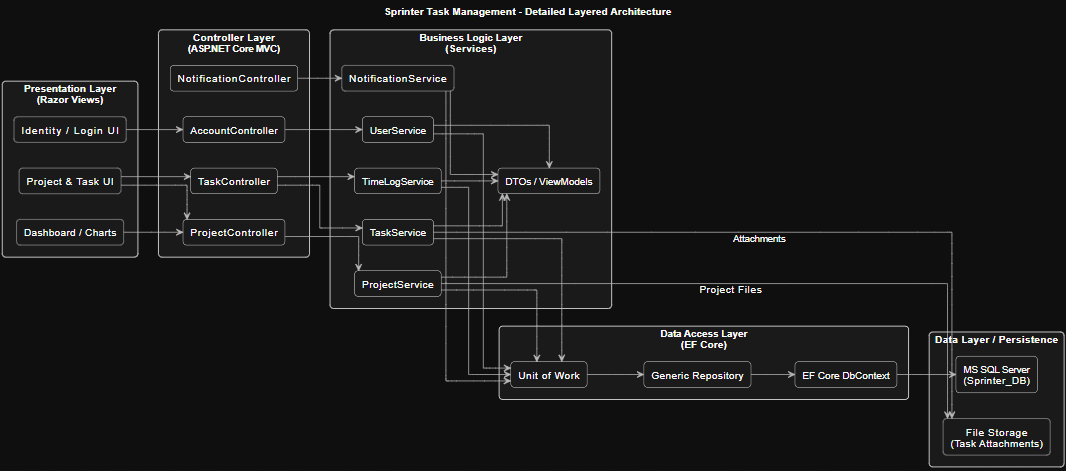 Sprinter Task Management - Detailed Layered Architecture
Controller Layer
(ASP.NET Core MVC)
Business Logic Layer
(Services)
NotificationController
NotificationService
Presentation Layer
(Razor Views)
Identity / Login UI
AccountController
UserService
Project & Task UI
TaskController
TimeLogService
DTOs / ViewModels
Dashboard / Charts
ProjectController
TaskService
Attachments
ProjectService
Project Files
Data Access Layer
(EF Core)
Data Layer / Persistence
Unit of Work
Generic Repository
EF Core DbContext
MS SQL Server
(Sprinter_DB)
File Storage
(Task Attachments)